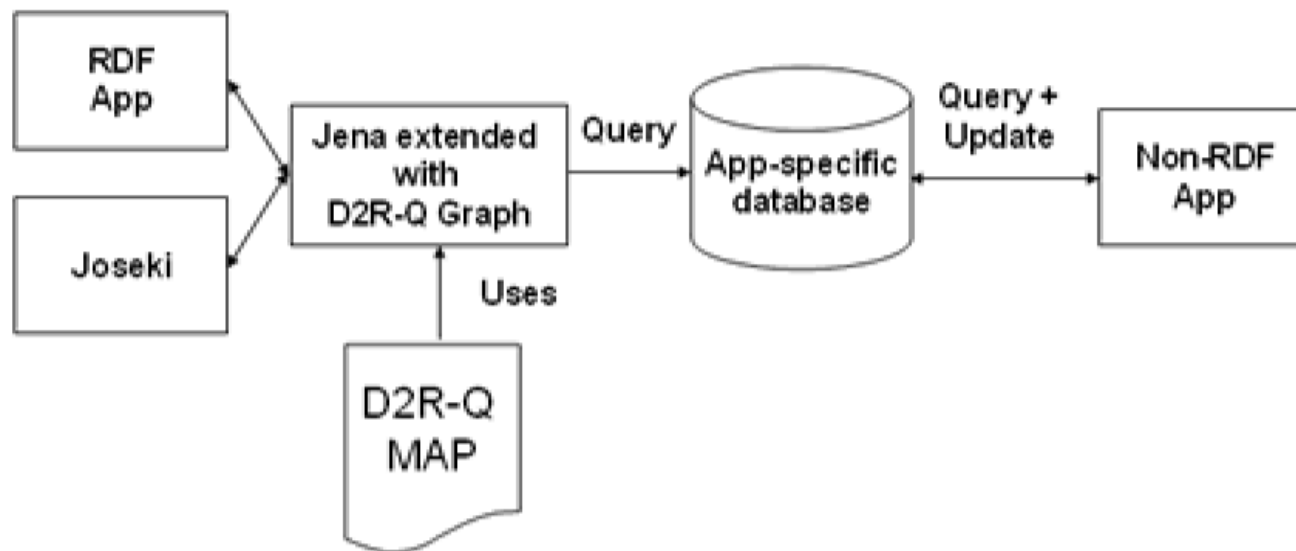 RDF
App
Joseki
Jena extended
with
D2R-Q Graph
Query
App-specific
database
Query +
Update
Non-RDF
App
Uses
D2R-Q
MAP